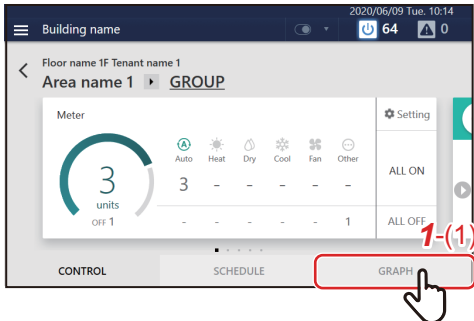 2020/06/09 Tue. 10:14
Building name
64
0
Floor name 1F Tenant name 1
Area name 1 GROUP
Meter
Setting
A
Auto Heat Dry Cool Fan Other
3 - - - - -
3
units
OFF 1
- - - - - 1
ALL ON
ALL OFF
1-(1)
CONTROL SCHEDULE GRAPH